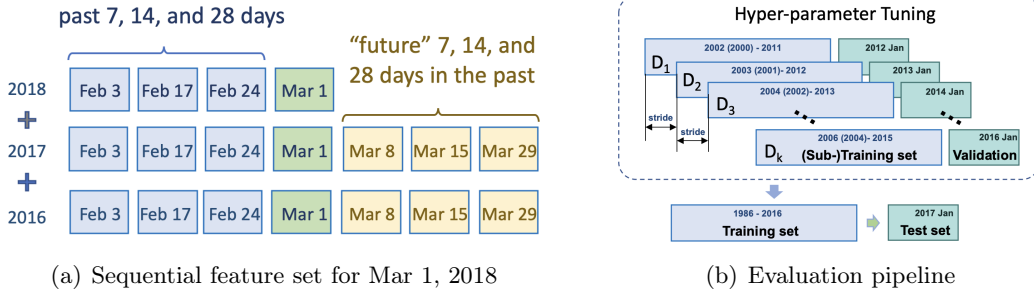 past 7, 14, and 28 days
“future” 7, 14, and
28 days in the past
2018
Feb 3
Feb 17
Feb 24
Mar 1
+
2017
Feb 3
Feb 17
Feb 24
Mar 1
Mar 8
Mar 15
Mar 29
+
2016
Feb 3
Feb 17
Feb 24
Mar 1
Mar 8
Mar 15
Mar 29
(a) Sequential feature set for Mar 1, 2018
Hyper-parameter Tuning
2002 (2000) - 2011
2012 Jan
D1
2003 (2001)- 2012
2013 Jan
D2
2004 (2002)- 2013
2014 Jan
D3
stride
stride
2006 (2004)- 2015
2016 Jan
Dk
(Sub-)Training set
Validation
1986 - 2016
Training set
2017 Jan
Test set
(b) Evaluation pipeline